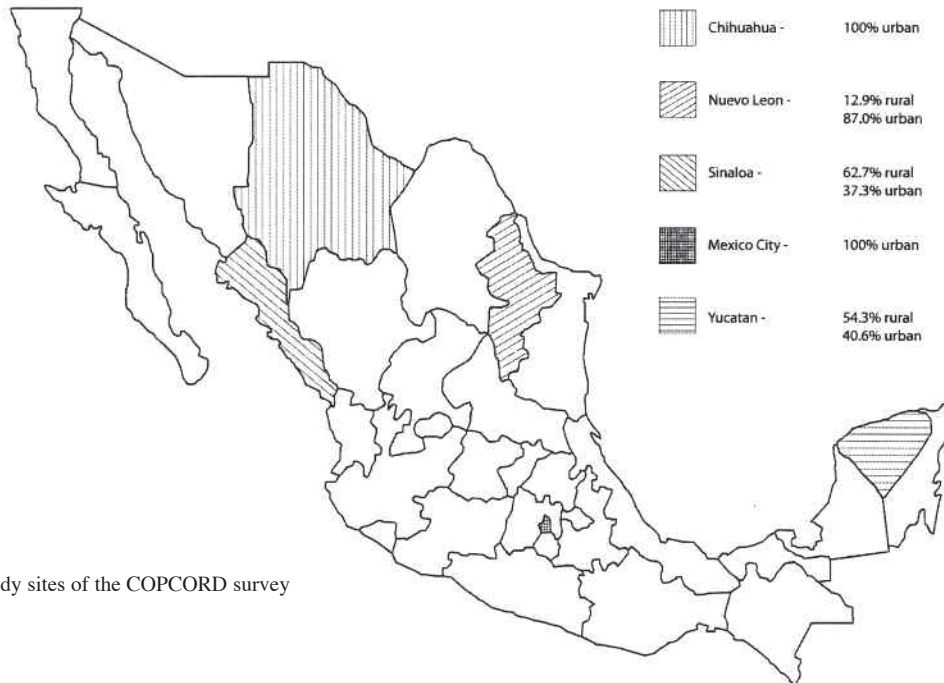 Chihuahua - 100% urban
Nuevo Leon - 12.9% rural
87.0% urban
Sinaloa - 62.7% rural
37.3% urban
Mexico City - 100% urban
Yucatan - 54.3% rural
40.6% urban
dy sites of the COPCORD survey